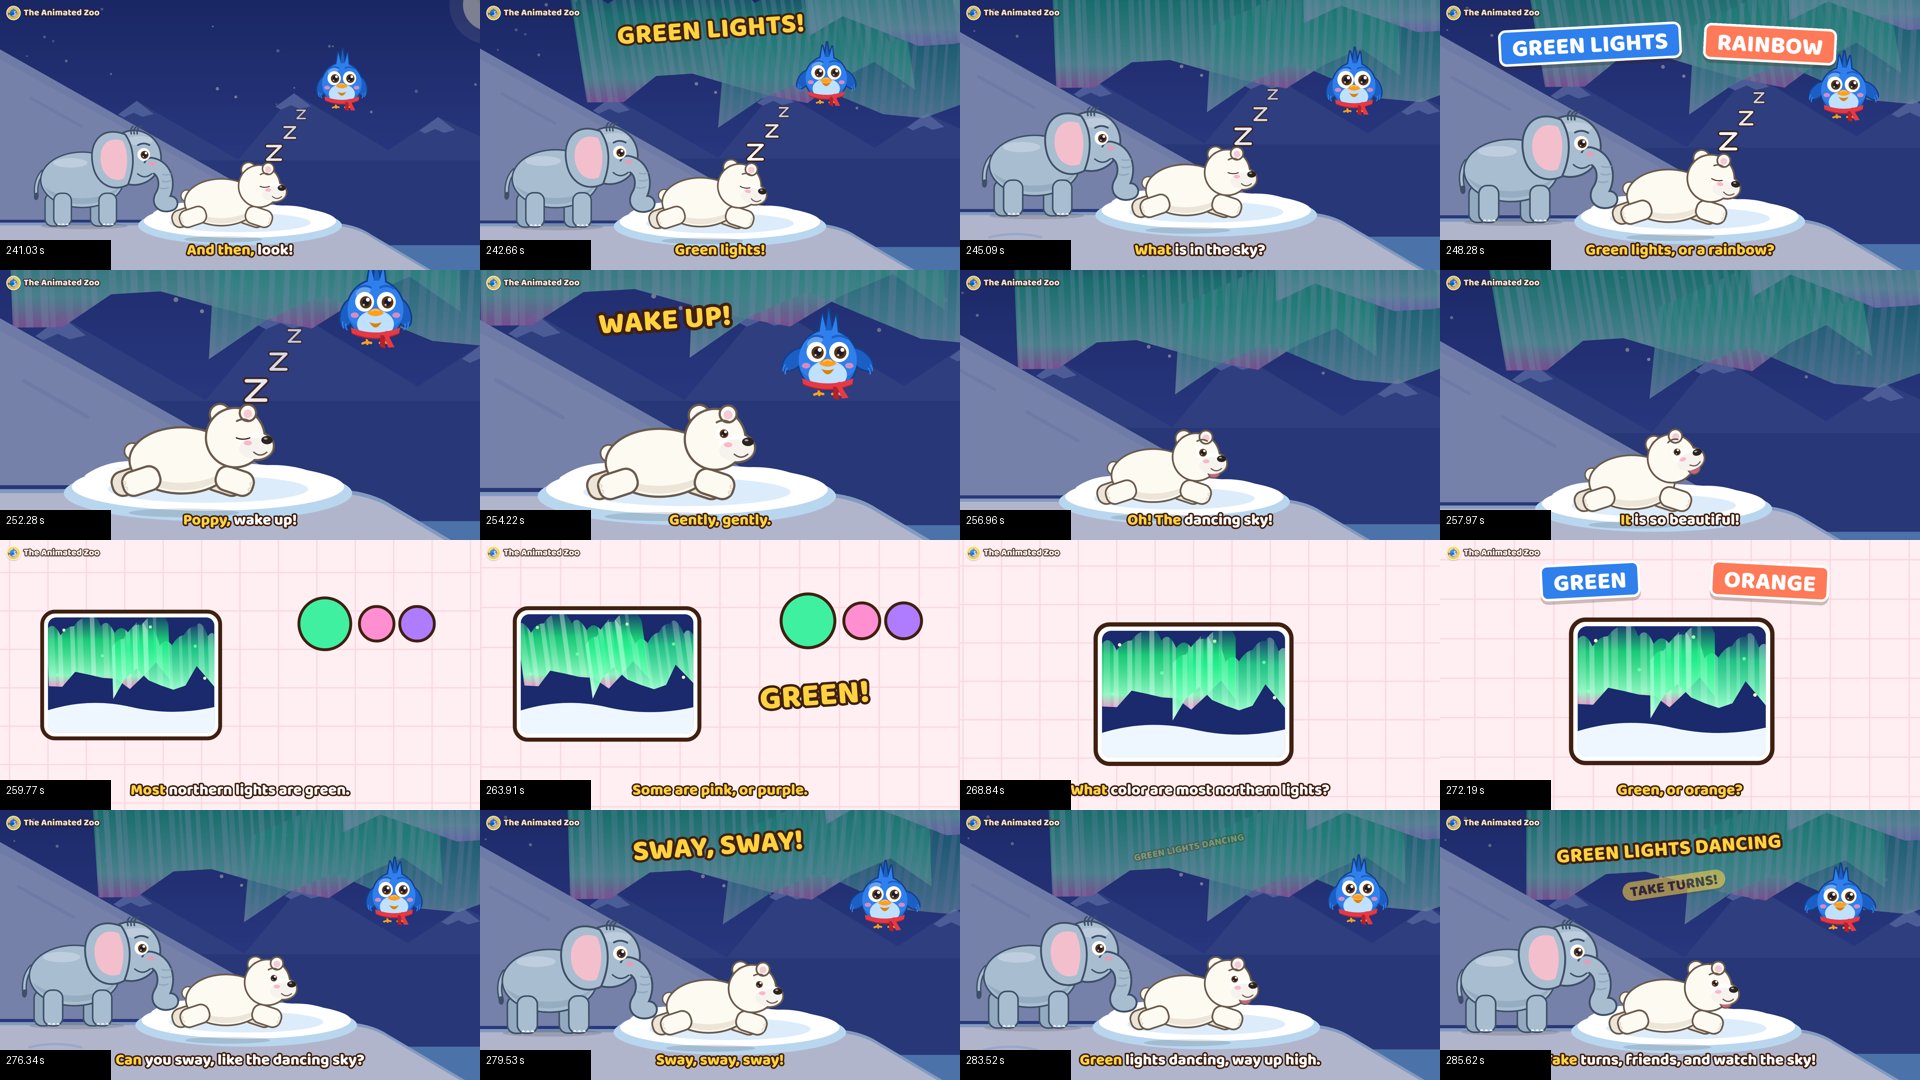 The Animated Zoo
241.03 s
And then, look!
The Animated Zoo
GREEN LIGHTS!
242.66 s
Green lights!
The Animated Zoo
245.09 s
What is in the sky?
The Animated Zoo
GREEN LIGHTS
RAINBOW
248.28 s
Green lights, or a rainbow?
The Animated Zoo
Z
Z
Z
252.28 s
Poppy, wake up!
The Animated Zoo
WAKE UP!
254.22 s
Gently, gently.
The Animated Zoo
256.96 s
Oh! The dancing sky!
The Animated Zoo
257.97 s
It is so beautiful!
The Animated Zoo
259.77 s
Most northern lights are green.
The Animated Zoo
GREEN!
263.91 s
Some are pink, or purple.
The Animated Zoo
268.84 s
What color are most northern lights?
The Animated Zoo
GREEN
ORANGE
272.19 s
Green, or orange?
The Animated Zoo
276.34 s
Can you sway, like the dancing sky?
The Animated Zoo
SWAY, SWAY!
279.53 s
Sway, sway, sway!
The Animated Zoo
GREEN LIGHTS DANCING
283.52 s
Green lights dancing, way up high.
The Animated Zoo
GREEN LIGHTS DANCING
TAKE TURNS!
285.62 s
ake turns, friends, and watch the sky!